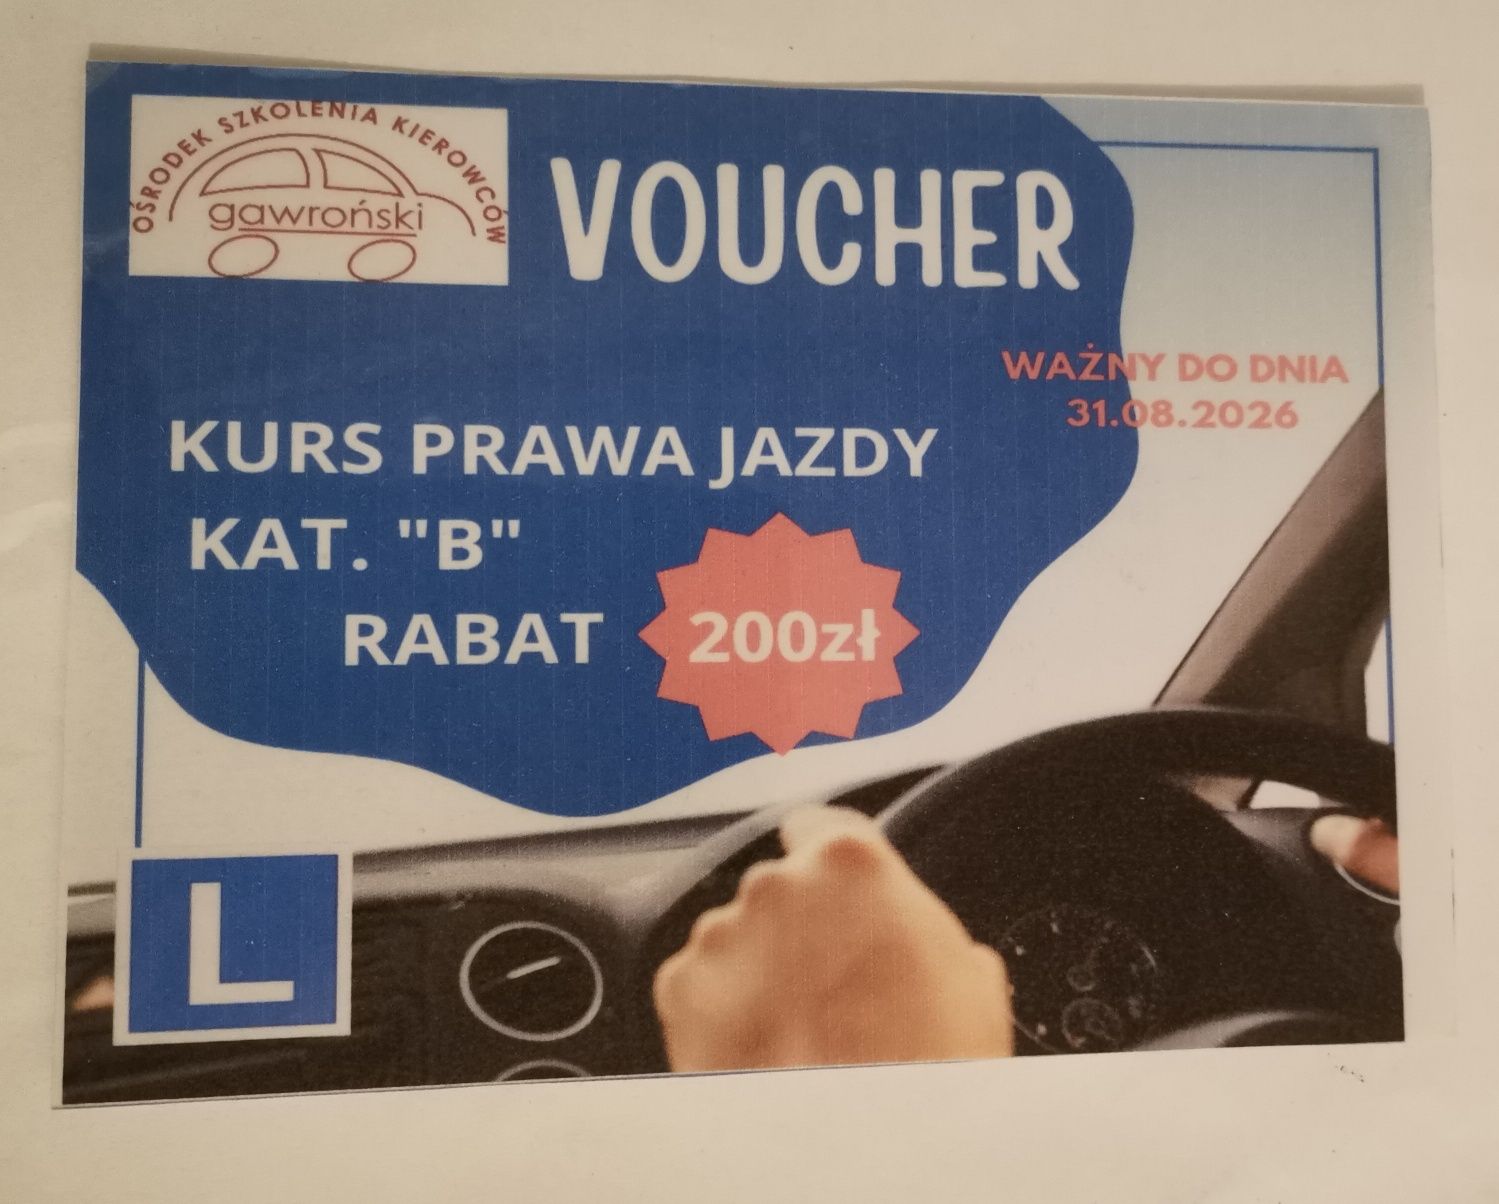 OŚRODEK SZKOLENIA KIEROWCÓW
gawroński
VOUCHER
WAŻNY DO DNIA
31.08.2026
KURS PRAWA JAZDY
KAT. "B"
RABAT 200zł
L